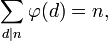 ∑_{d|n} φ(d) = n,